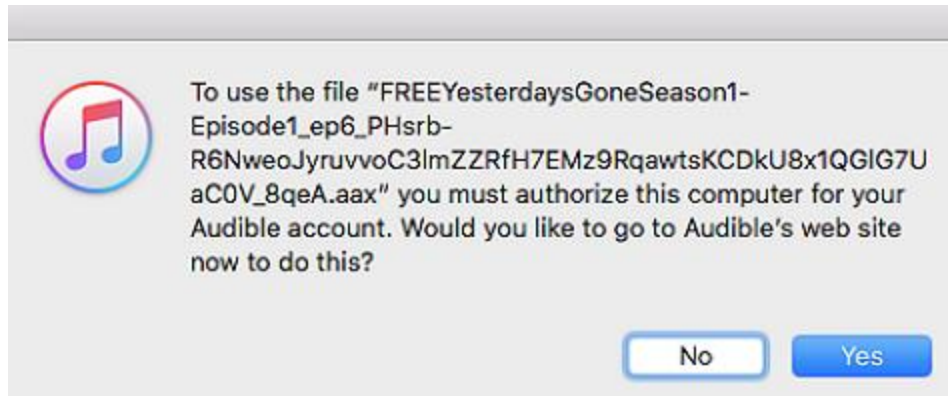 To use the file “FREEYesterdaysGoneSeason1-
Episode1_ep6_PHsrb-
R6NweoJyruvvoC3lmZZRfH7EMz9RqawtsKCDkU8x1QGlG7U
aC0V_8qeA.aax” you must authorize this computer for your
Audible account. Would you like to go to Audible’s web site
now to do this?
No
Yes